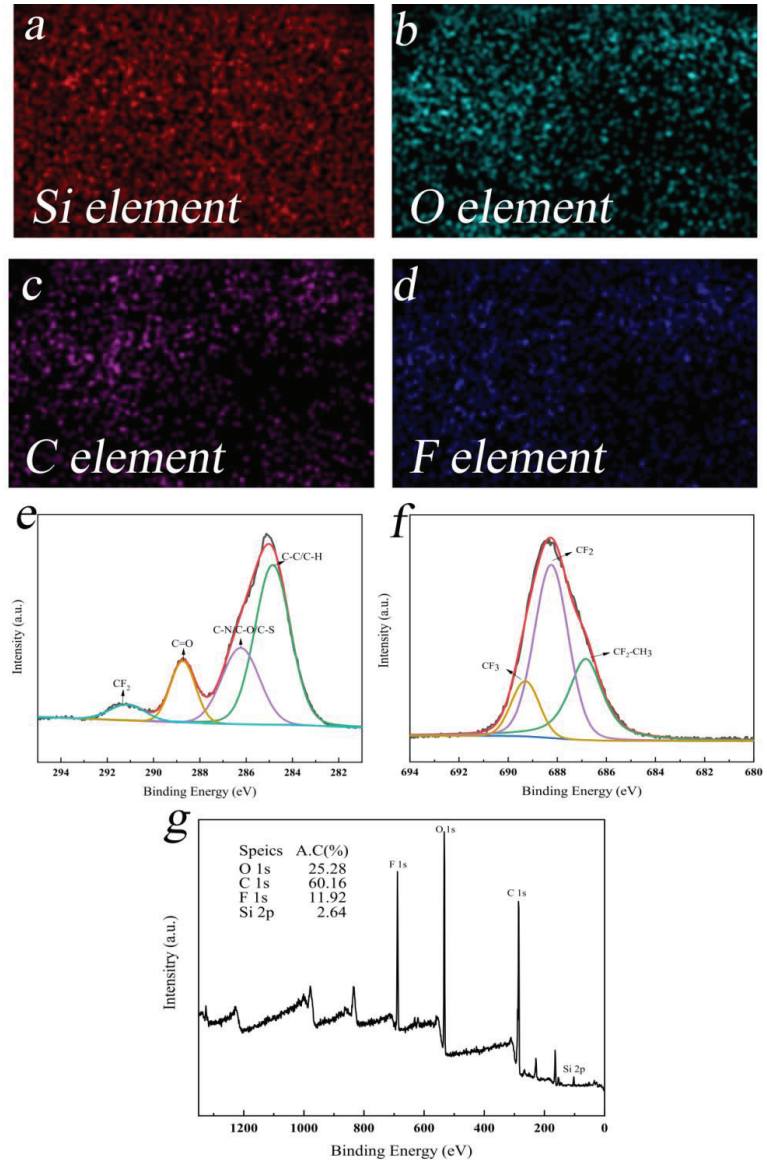 a
Si element
b
O element
c
C element
d
F element
e
Intensity (a.u.)
CF2
C=O
C-N/C-O/C-S
C-C/C-H
294 292 290 288 286 284 282
Binding Energy (eV)
f
Intensity (a.u.)
CF2
CF3
CF2-CH3
694 692 690 688 686 684 682 680
Binding Energy (eV)
g
Intensitry (a.u.)
Speics A.C(%)
O 1s 25.28
C 1s 60.16
F 1s 11.92
Si 2p 2.64
F 1s
O 1s
C 1s
Si 2p
1200 1000 800 600 400 200 0
Binding Energy (eV)